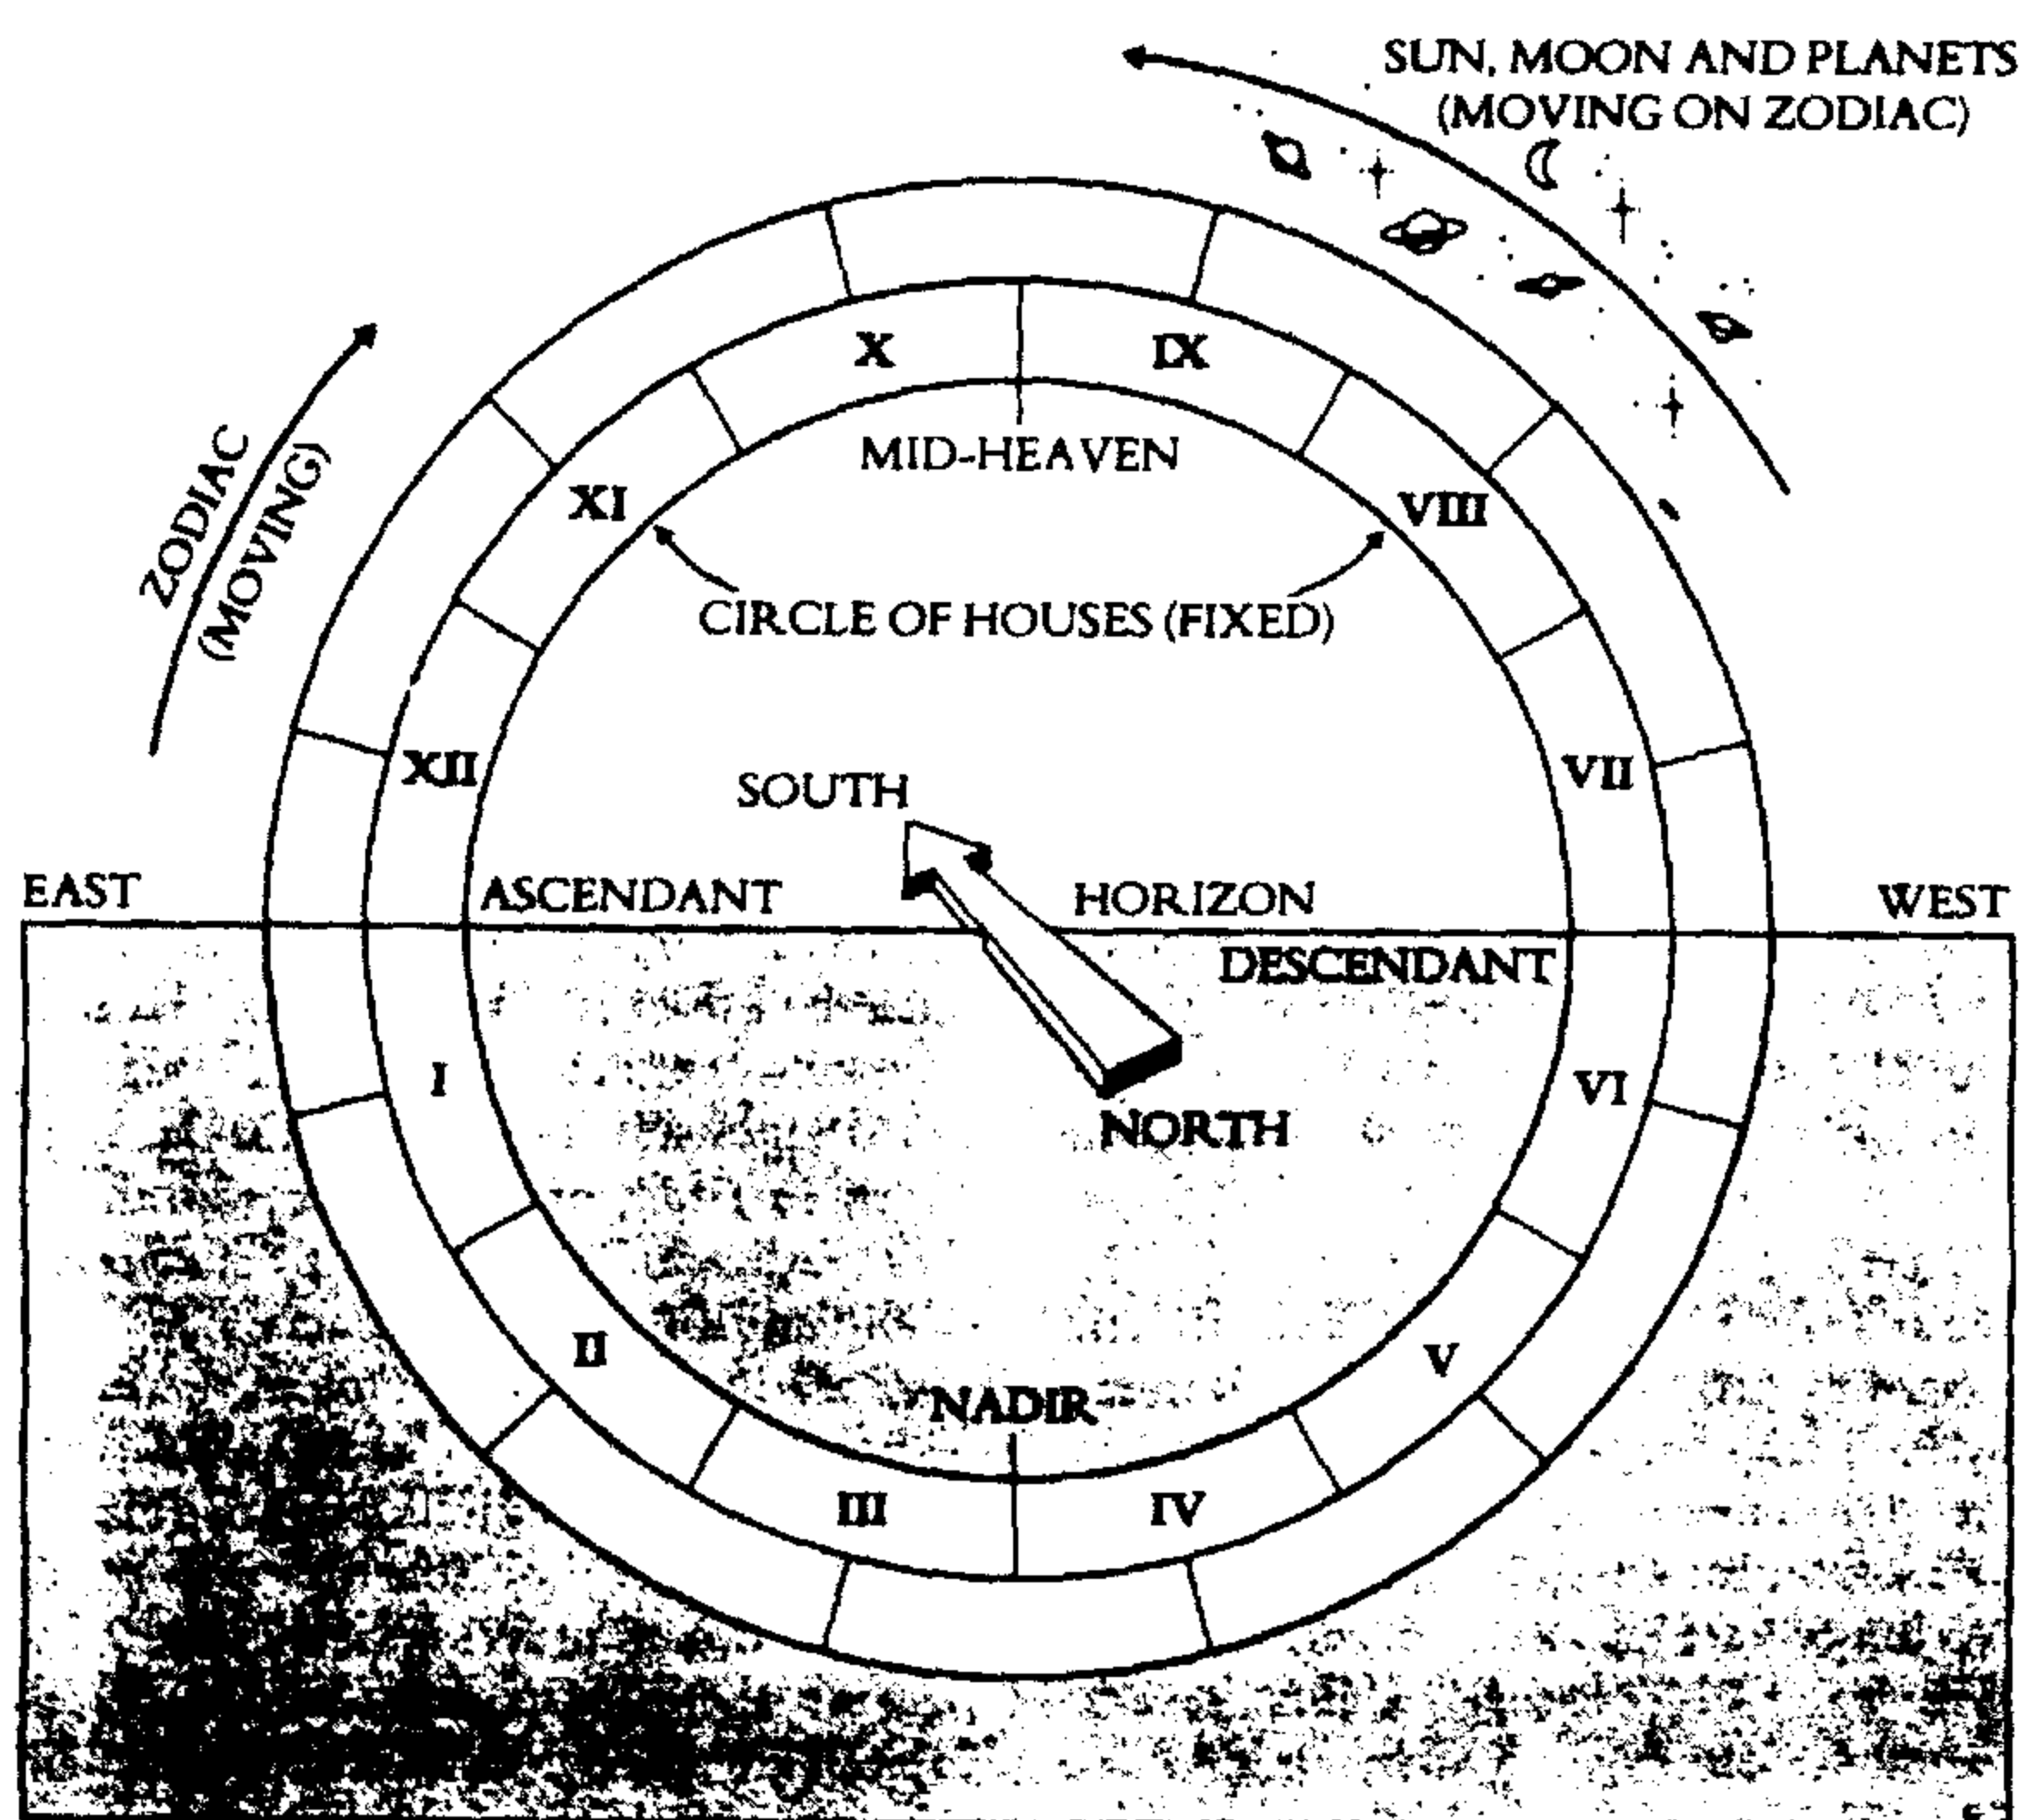 SUN, MOON AND PLANETS
(MOVING ON ZODIAC)
ZODIAC
(MOVING)
X
IX
MID-HEAVEN
XI
VIII
CIRCLE OF HOUSES (FIXED)
XII
VII
SOUTH
EAST
ASCENDANT
HORIZON
WEST
DESCENDANT
I
VI
NORTH
II
V
NADIR
III
IV